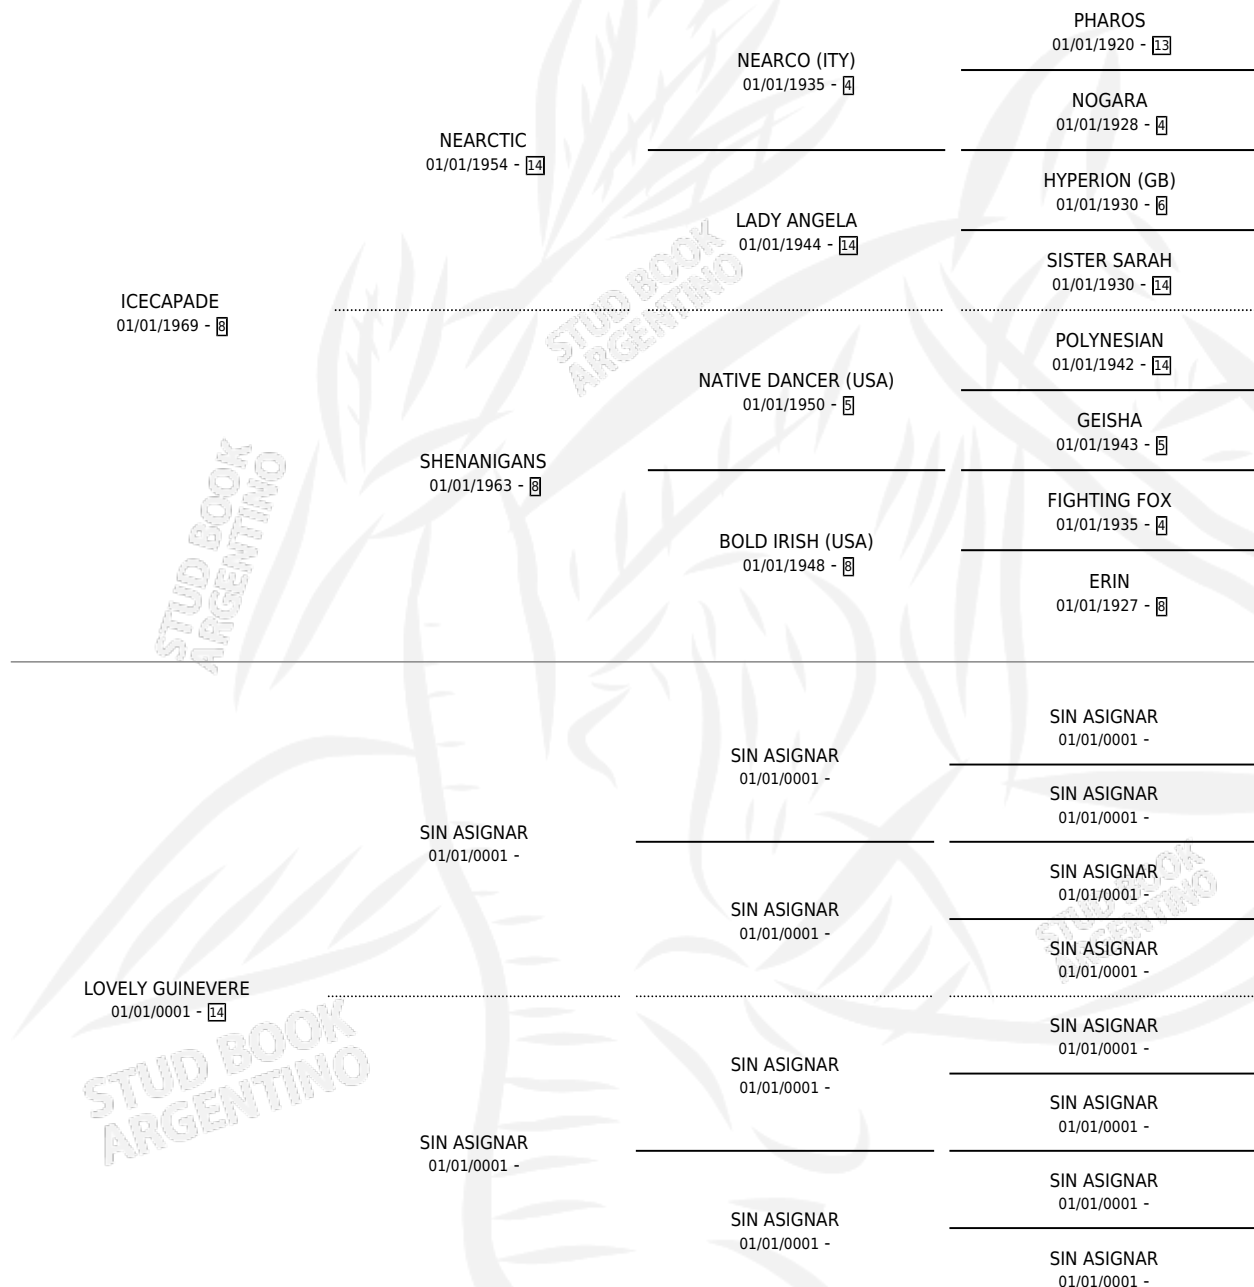 PHAROS
01/01/1920 - 13
NEARCO (ITY)
01/01/1935 - 4
NOGARA
01/01/1928 - 4
NEARCTIC
01/01/1954 - 14
HYPERION (GB)
01/01/1930 - 6
LADY ANGELA
01/01/1944 - 14
SISTER SARAH
01/01/1930 - 14
ICECAPADE
01/01/1969 - 8
POLYNESIAN
01/01/1942 - 14
NATIVE DANCER (USA)
01/01/1950 - 5
GEISHA
01/01/1943 - 5
SHENANIGANS
01/01/1963 - 8
FIGHTING FOX
01/01/1935 - 4
BOLD IRISH (USA)
01/01/1948 - 8
ERIN
01/01/1927 - 8
STUD BOOK
ARGENTINO
STUD BOOK
ARGENTINO
SIN ASIGNAR
01/01/0001 -
SIN ASIGNAR
01/01/0001 -
SIN ASIGNAR
01/01/0001 -
SIN ASIGNAR
01/01/0001 -
SIN ASIGNAR
01/01/0001 -
SIN ASIGNAR
01/01/0001 -
SIN ASIGNAR
01/01/0001 -
STUD BOOK
ARGENTINO
LOVELY GUINEVERE
01/01/0001 - 14
STUD BOOK
ARGENTINO
SIN ASIGNAR
01/01/0001 -
SIN ASIGNAR
01/01/0001 -
SIN ASIGNAR
01/01/0001 -
SIN ASIGNAR
01/01/0001 -
SIN ASIGNAR
01/01/0001 -
SIN ASIGNAR
01/01/0001 -
SIN ASIGNAR
01/01/0001 -